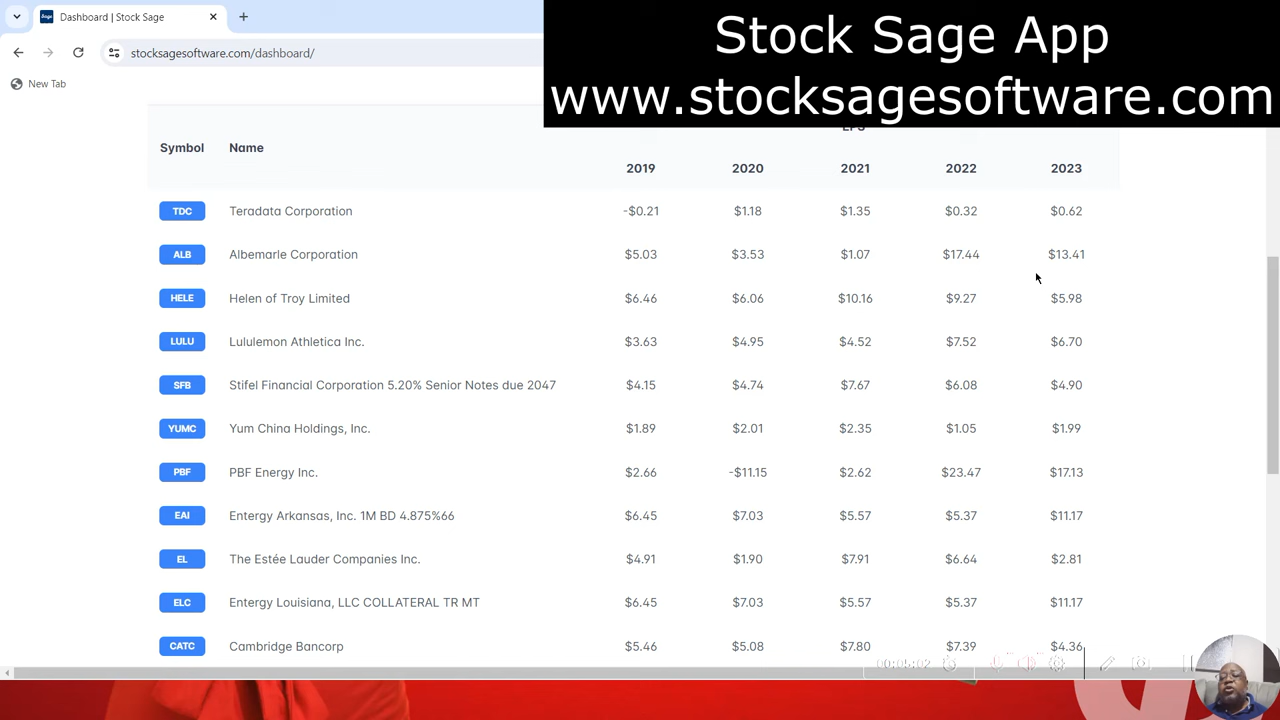 Dashboard | Stock Sage
stocksagesoftware.com/dashboard/
New Tab
Stock Sage App
www.stocksagesoftware.com
Symbol Name 2019 2020 2021 2022 2023
TDC Teradata Corporation -$0.21 $1.18 $1.35 $0.32 $0.62
ALB Albemarle Corporation $5.03 $3.53 $1.07 $17.44 $13.41
HELE Helen of Troy Limited $6.46 $6.06 $10.16 $9.27 $5.98
LULU Lululemon Athletica Inc. $3.63 $4.95 $4.52 $7.52 $6.70
SFB Stifel Financial Corporation 5.20% Senior Notes due 2047 $4.15 $4.74 $7.67 $6.08 $4.90
YUMC Yum China Holdings, Inc. $1.89 $2.01 $2.35 $1.05 $1.99
PBF PBF Energy Inc. $2.66 -$11.15 $2.62 $23.47 $17.13
EAI Entergy Arkansas, Inc. 1M BD 4.875%66 $6.45 $7.03 $5.57 $5.37 $11.17
EL The Estée Lauder Companies Inc. $4.91 $1.90 $7.91 $6.64 $2.81
ELC Entergy Louisiana, LLC COLLATERAL TR MT $6.45 $7.03 $5.57 $5.37 $11.17
CATC Cambridge Bancorp $5.46 $5.08 $7.80 $7.39 $4.36